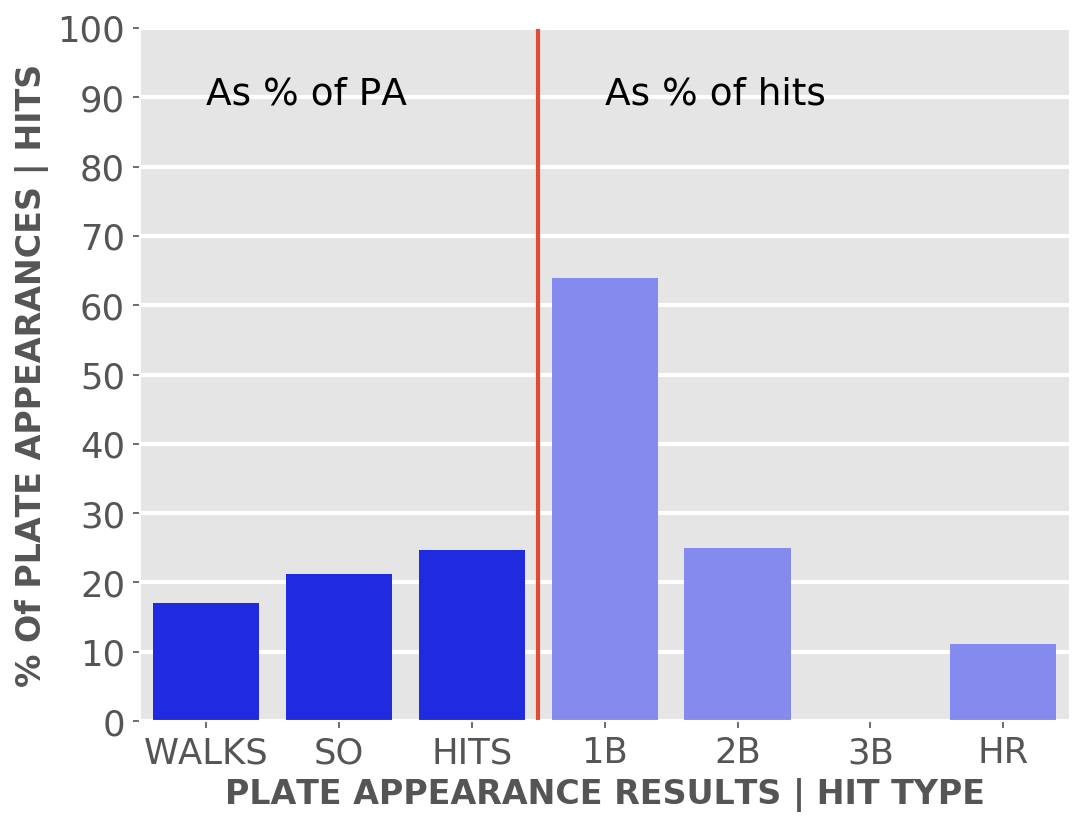 100
90
80
70
60
50
40
30
20
10
0
% Of PLATE APPEARANCES | HITS
As % of PA
As % of hits
WALKS SO HITS 1B 2B 3B HR
PLATE APPEARANCE RESULTS | HIT TYPE